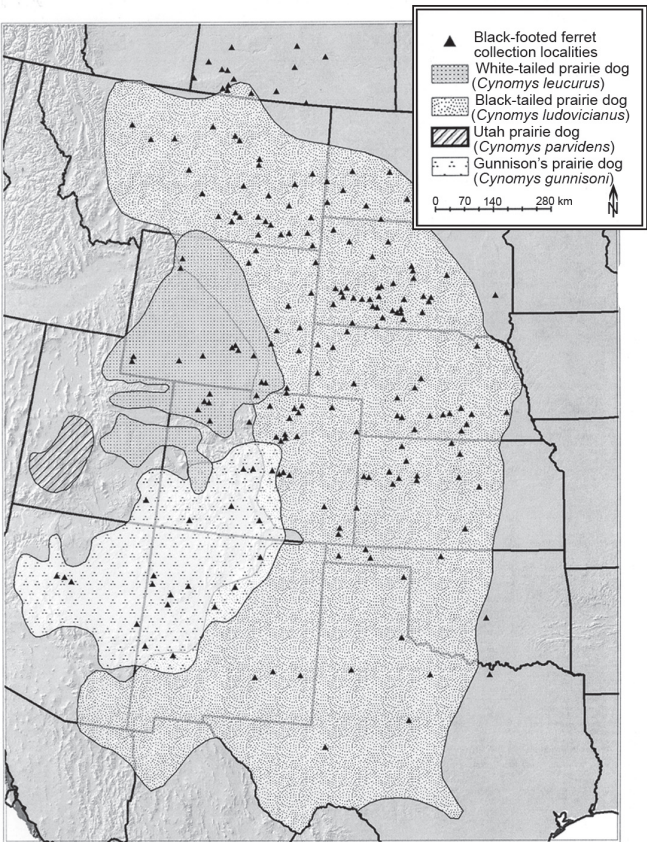 Black-footed ferret
collection localities
White-tailed prairie dog
(Cynomys leucurus)
Black-tailed prairie dog
(Cynomys ludovicianus)
Utah prairie dog
(Cynomys parvidens)
Gunnison's prairie dog
(Cynomys gunnisoni)
0 70 140 280 km
N